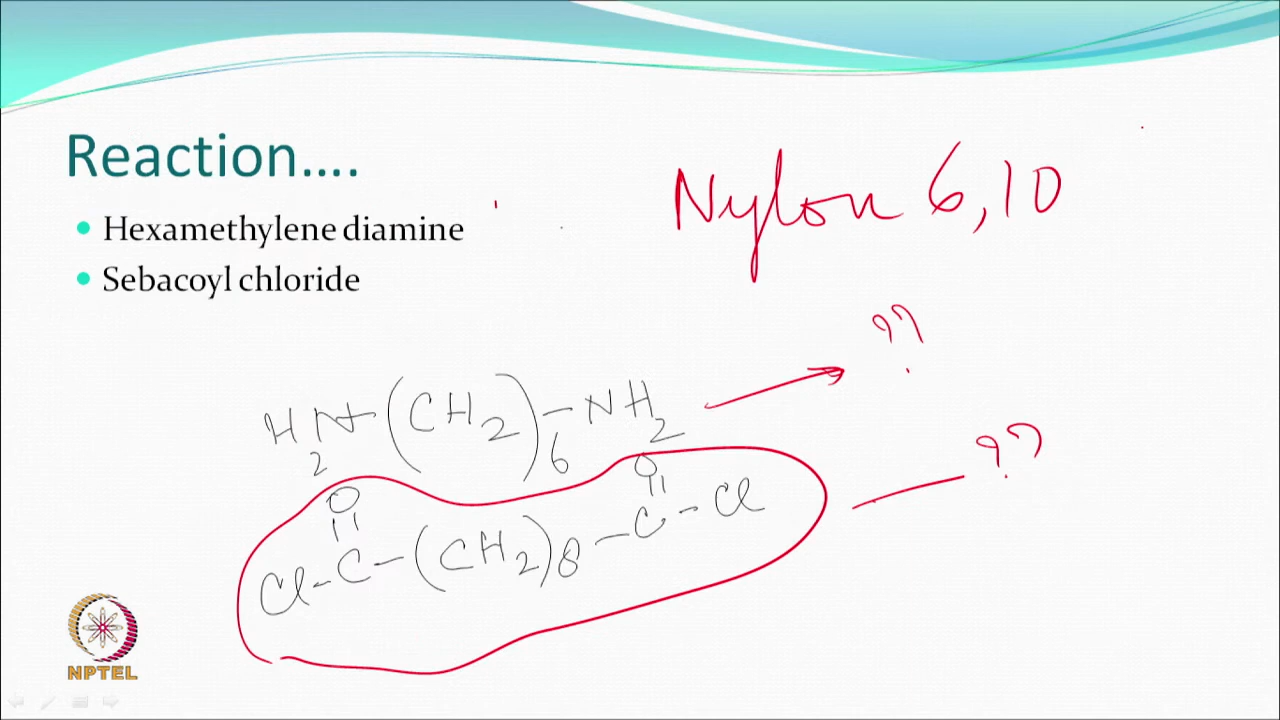 Reaction....
Nylon 6,10
Hexamethylene diamine
Sebacoyl chloride
??
H2N-(CH2)6-NH2
??
O O
Cl-C-(CH2)8-C-Cl
NPTEL